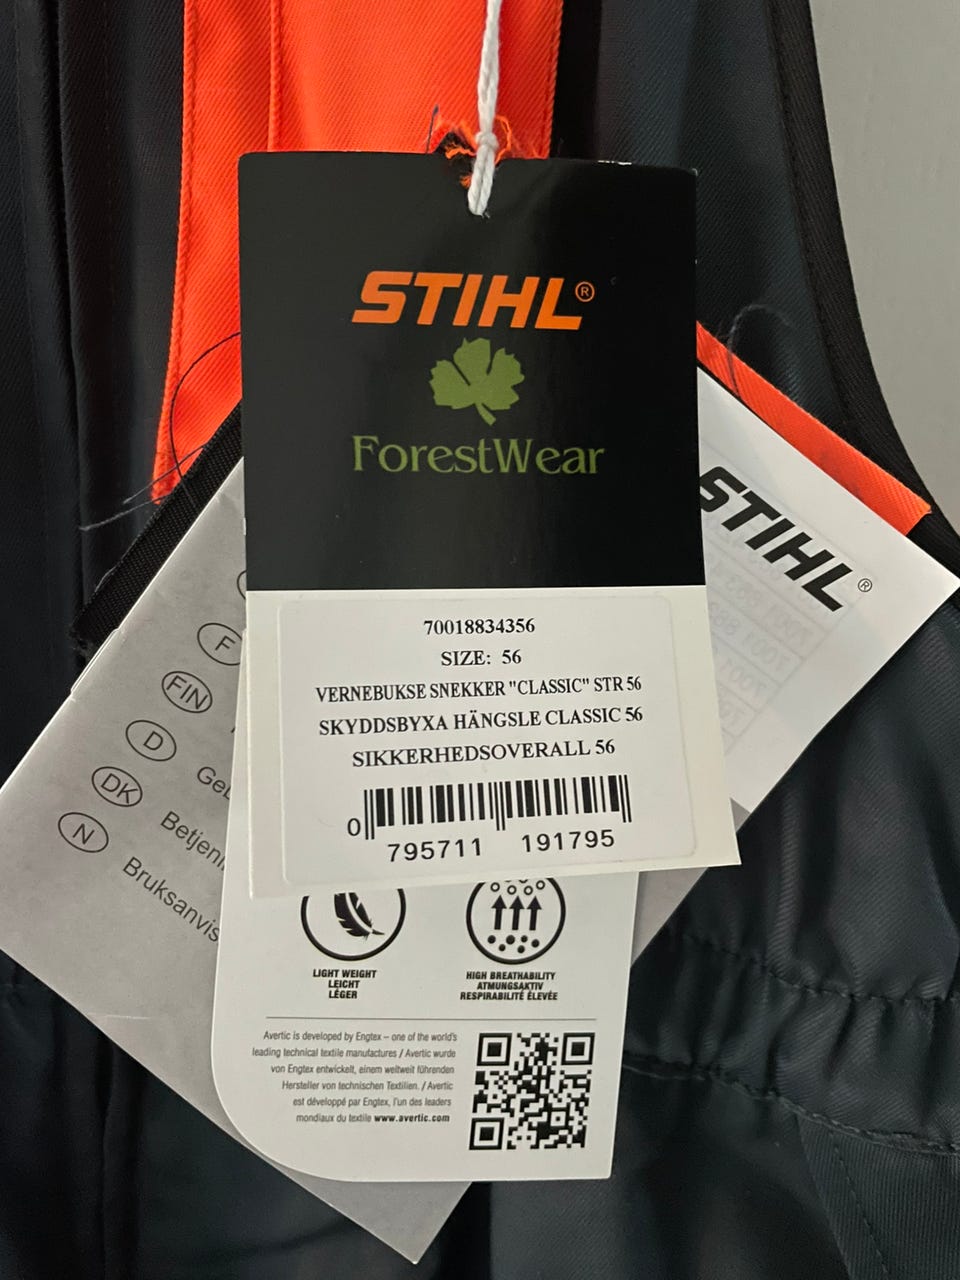 STIHL®
ForestWear
70018834356
SIZE: 56
VERNEBUKSE SNEKKER "CLASSIC" STR 56
SKYDDSBYXA HÄNGSLE CLASSIC 56
SIKKERHEDSOVERALL 56
0 795711 191795
STIHL®
F
FIN
D
DK
Betjeni
N
Bruksanvis
LIGHT WEIGHT
LEICHT
LÉGER
HIGH BREATHABILITY
ATMUNGSAKTIV
RESPIRABILITÉ ÉLEVÉE
Avertic is developed by Engtex – one of the world's
leading technical textile manufactures / Avertic wurde
von Engtex entwickelt, einem weltweit führenden
Hersteller von technischen Textilien. / Avertic
est développé par Engtex, l'un des leaders
mondiaux du textile www.avertic.com